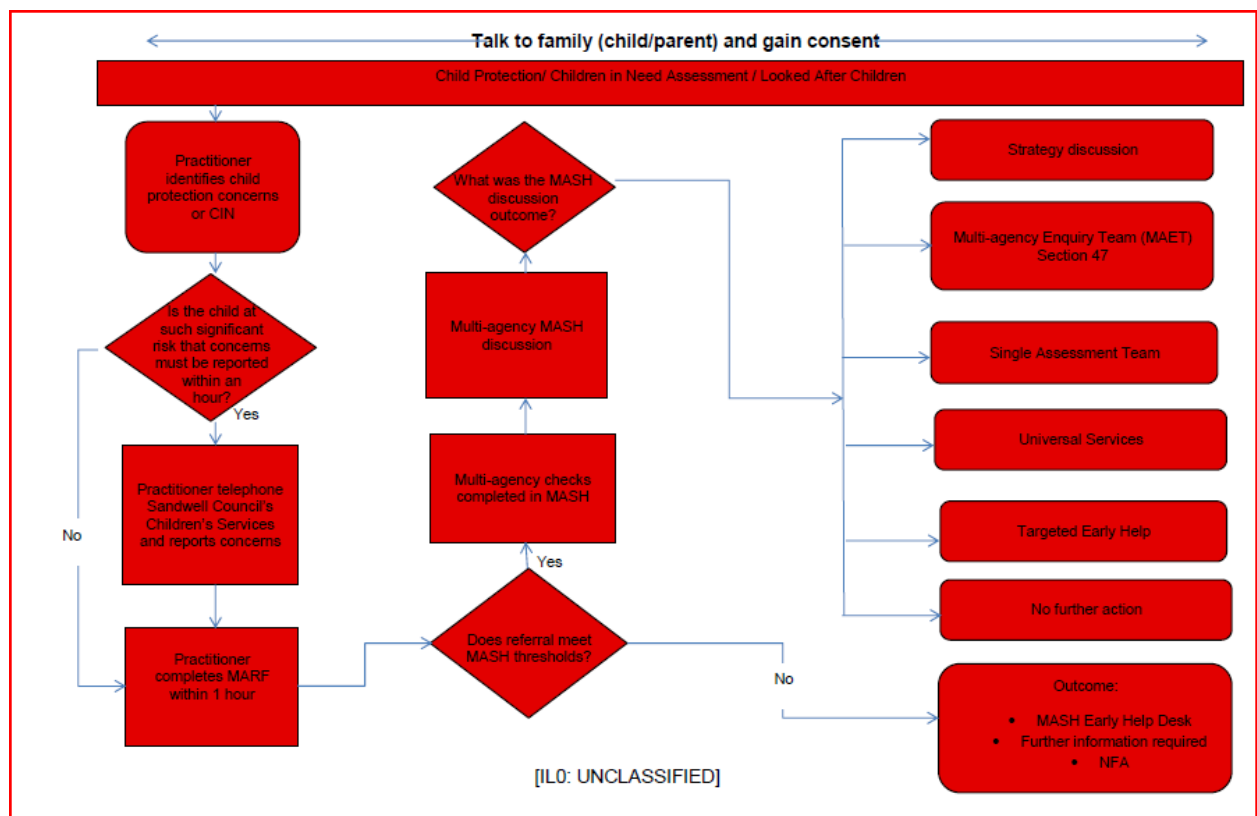 Talk to family (child/parent) and gain consent
Child Protection/ Children in Need Assessment / Looked After Children
Practitioner
identifies child
protection concerns
or CIN
Is the child at
such significant
risk that concerns
must be reported
within an
hour?
Yes
No
Practitioner telephone
Sandwell Council's
Children's Services
and reports concerns
Practitioner
completes MARF
within 1 hour
Does referral meet
MASH thresholds?
Yes
No
Multi-agency checks
completed in MASH
Multi-agency MASH
discussion
What was the MASH
discussion
outcome?
Strategy discussion
Multi-agency Enquiry Team (MAET)
Section 47
Single Assessment Team
Universal Services
Targeted Early Help
No further action
Outcome:
• MASH Early Help Desk
• Further information required
• NFA
[IL0: UNCLASSIFIED]